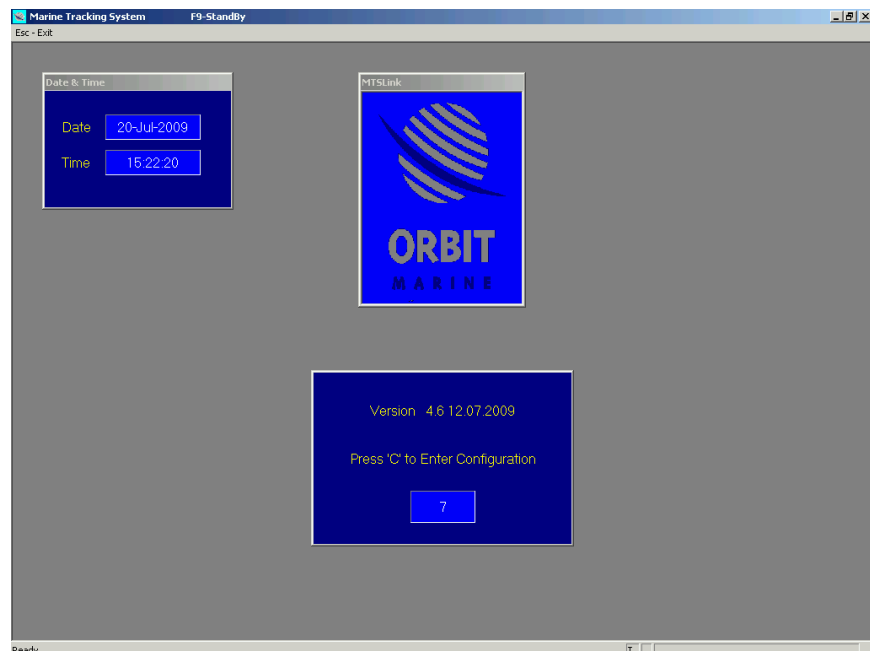 Marine Tracking System F9-StandBy
Esc - Exit
Date & Time
Date 20-Jul-2009
Time 15:22:20
MTSLink
ORBIT
MARINE
Version 4.6 12.07.2009
Press 'C' to Enter Configuration
7
Ready
T